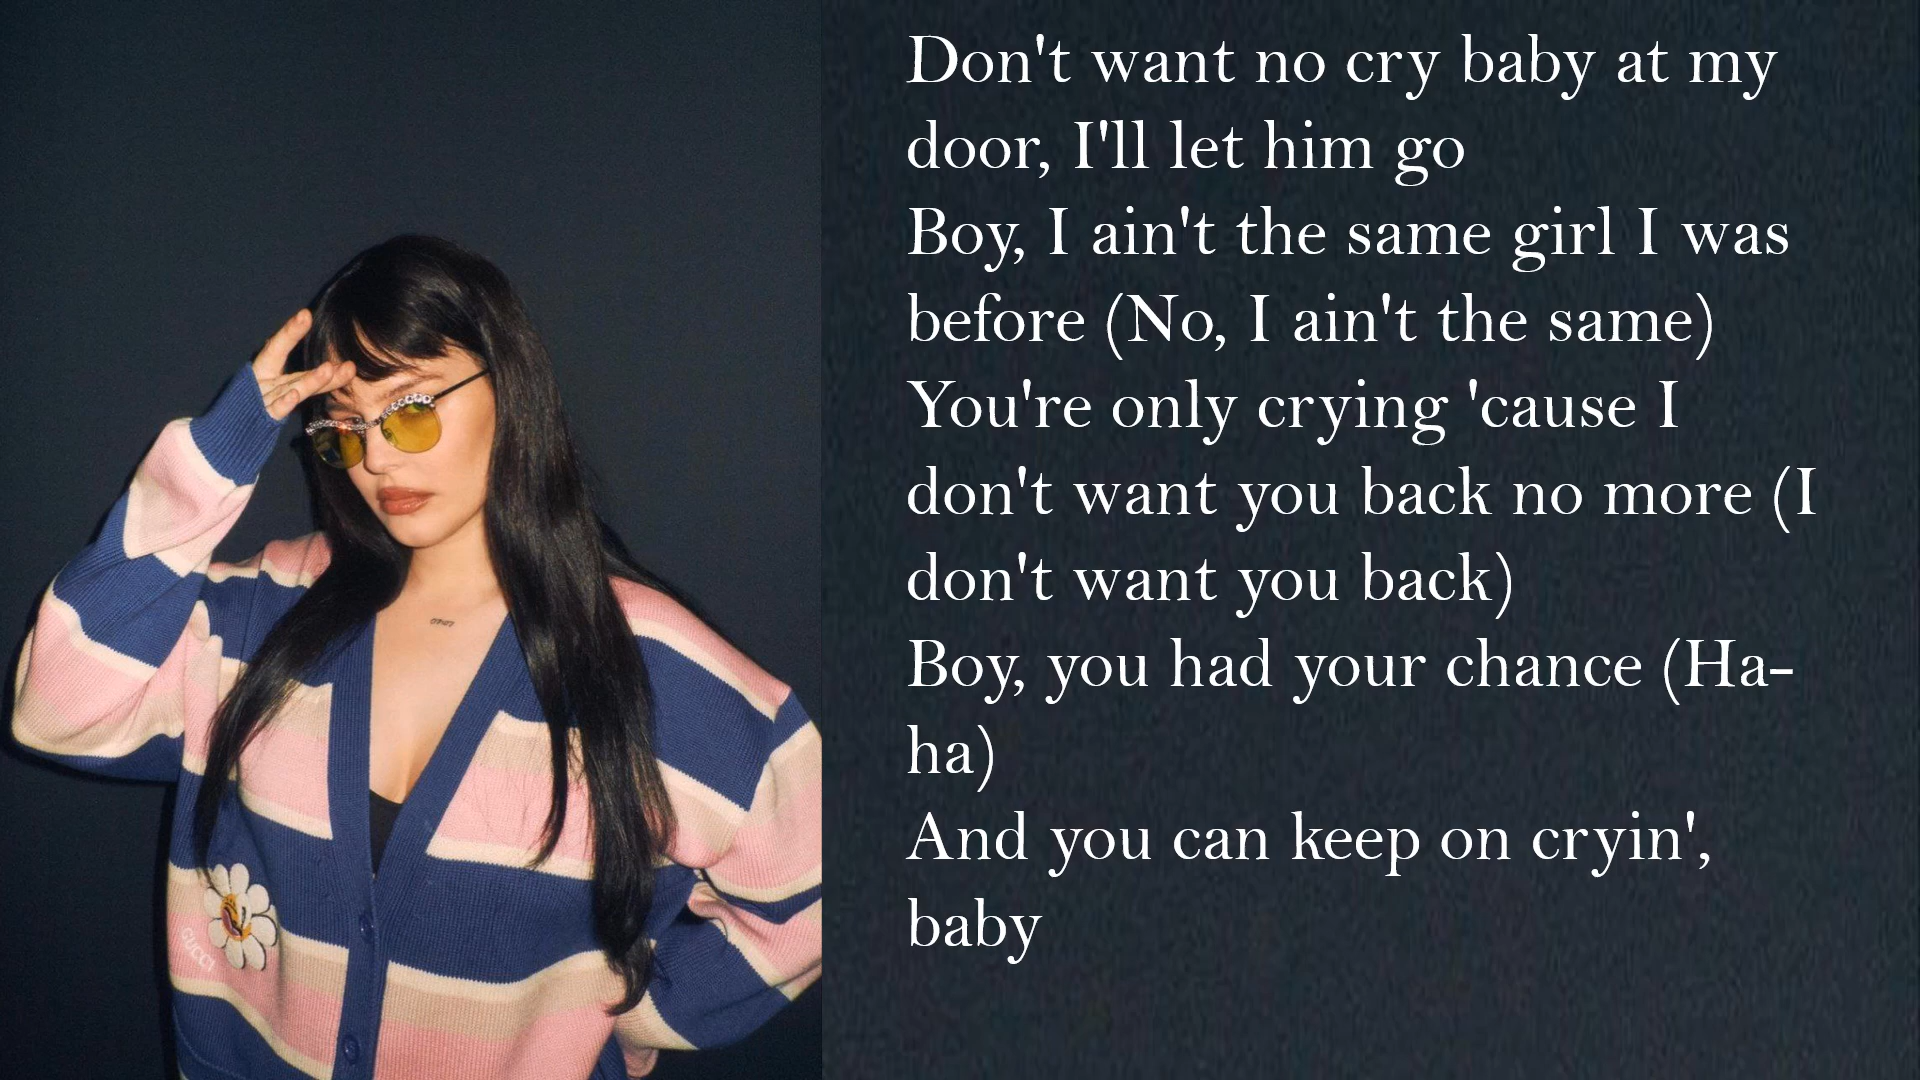 Don't want no cry baby at my
door, I'll let him go
Boy, I ain't the same girl I was
before (No, I ain't the same)
You're only crying 'cause I
don't want you back no more (I
don't want you back)
Boy, you had your chance (Ha-
ha)
And you can keep on cryin',
baby
GUCCI